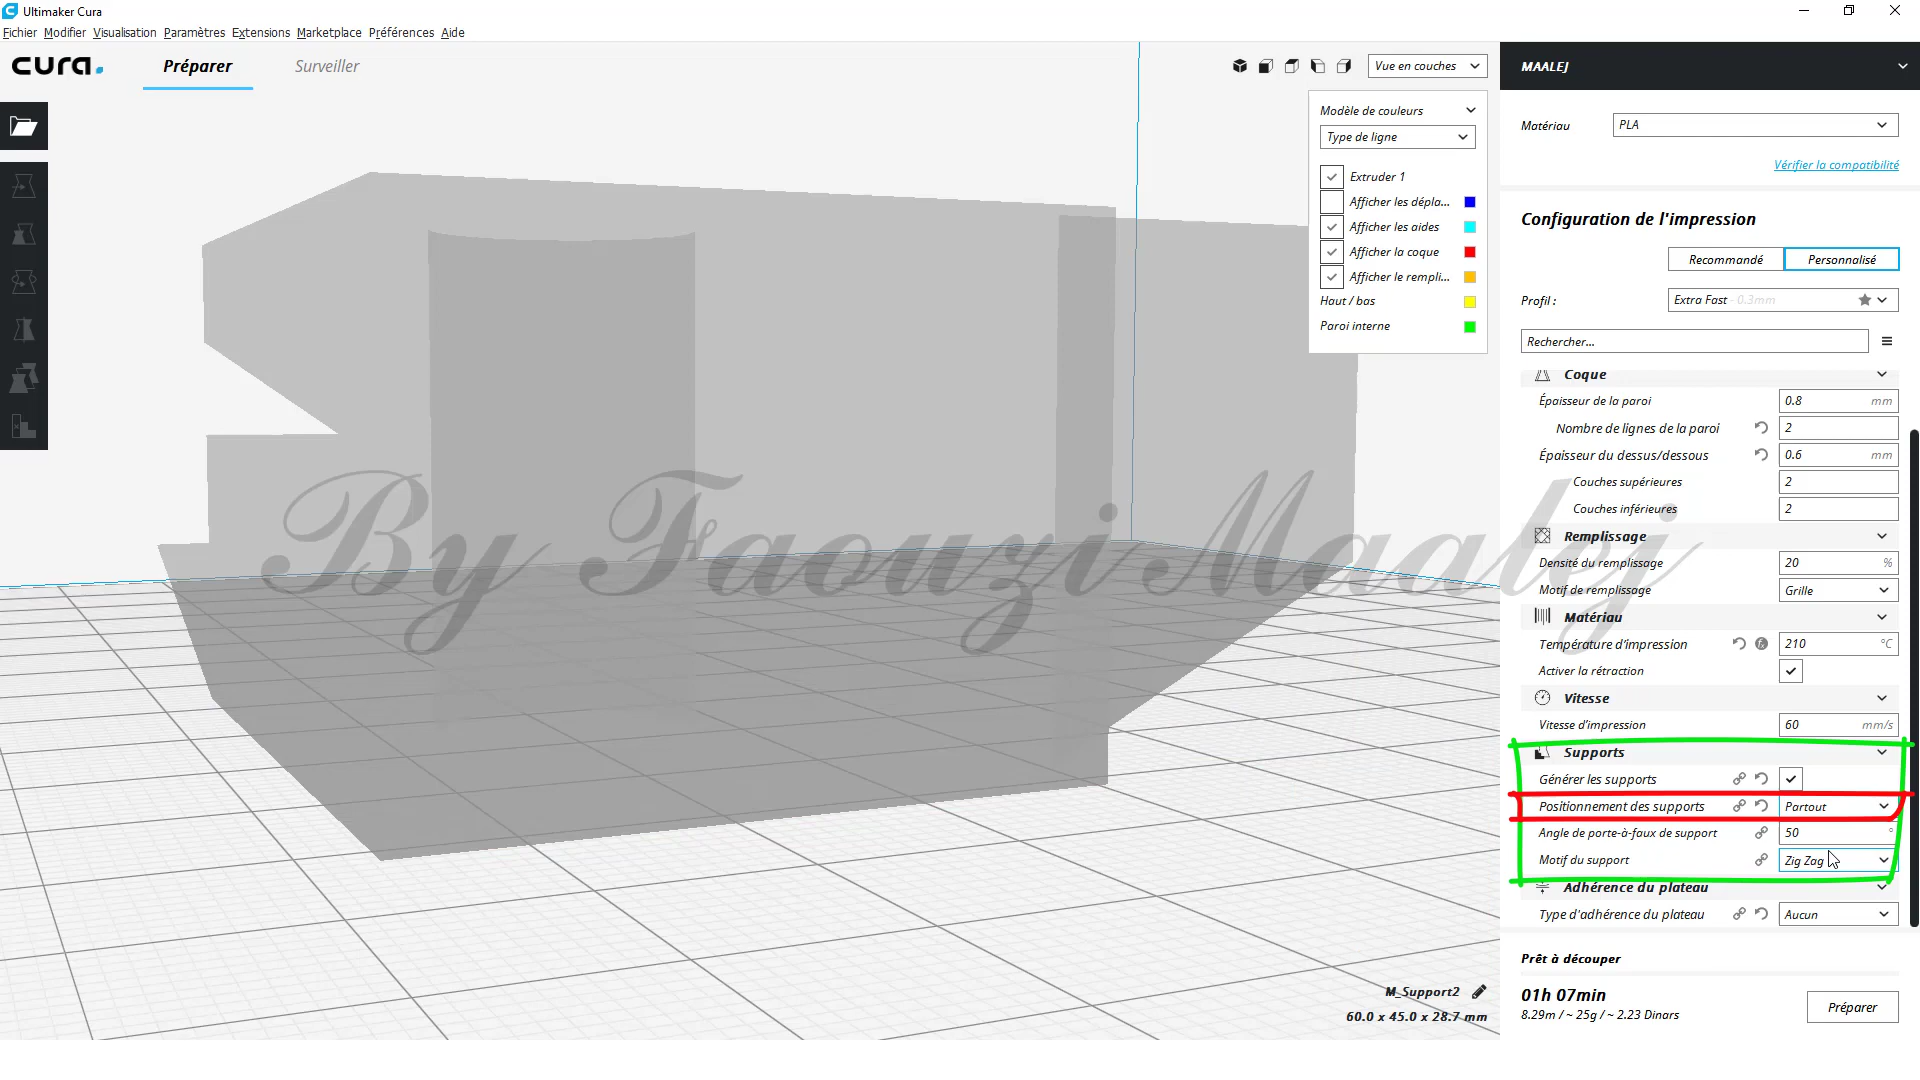 Ultimaker Cura
Fichier Modifier Visualisation Paramètres Extensions Marketplace Préférences Aide
cura.
Préparer
Surveiller
Vue en couches
Modèle de couleurs
Type de ligne
Extruder 1
Afficher les dépla...
Afficher les aides
Afficher la coque
Afficher le rempli...
Haut / bas
Paroi interne
By Faouzi Maalej
M_Support2
60.0 x 45.0 x 28.7 mm
MAALEJ
Matériau PLA
Vérifier la compatibilité
Configuration de l'impression
Recommandé Personnalisé
Profil : Extra Fast - 0.3mm
Rechercher...
Coque
Épaisseur de la paroi 0.8 mm
Nombre de lignes de la paroi 2
Épaisseur du dessus/dessous 0.6 mm
Couches supérieures 2
Couches inférieures 2
Remplissage
Densité du remplissage 20 %
Motif de remplissage Grille
Matériau
Température d'impression 210 °C
Activer la rétraction
Vitesse
Vitesse d'impression 60 mm/s
Supports
Générer les supports
Positionnement des supports Partout
Angle de porte-à-faux de support 50 °
Motif du support Zig Zag
Adhérence du plateau
Type d'adhérence du plateau Aucun
Prêt à découper
01h 07min
8.29m / ~ 25g / ~ 2.23 Dinars
Préparer